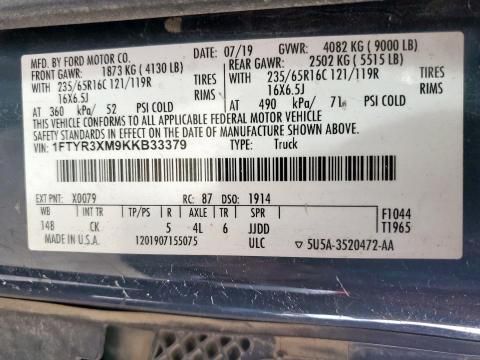 MFD. BY FORD MOTOR CO. DATE: 07/19 GVWR: 4082 KG ( 9000 LB)
FRONT GAWR: 1873 KG ( 4130 LB) REAR GAWR: 2502 KG ( 5515 LB)
WITH 235/65R16C 121/119R TIRES WITH 235/65R16C 121/119R TIRES
16X6.5J RIMS 16X6.5J RIMS
AT 360 kPa/ 52 PSI COLD AT 490 kPa/ 71 PSI COLD
THIS VEHICLE CONFORMS TO ALL APPLICABLE FEDERAL MOTOR VEHICLE
SAFETY STANDARDS IN EFFECT ON THE DATE OF MANUFACTURE SHOWN ABOVE.
VIN: 1FTYR3XM9KKB33379 TYPE: Truck
EXT PNT: X0079 RC: 87 DSO: 1914
WB INT TR TP/PS R AXLE TR SPR F1044
148 CK 5 4L 6 JJDD T1965
MADE IN U.S.A. 1201907155075 ULC 5U5A-3520472-AA